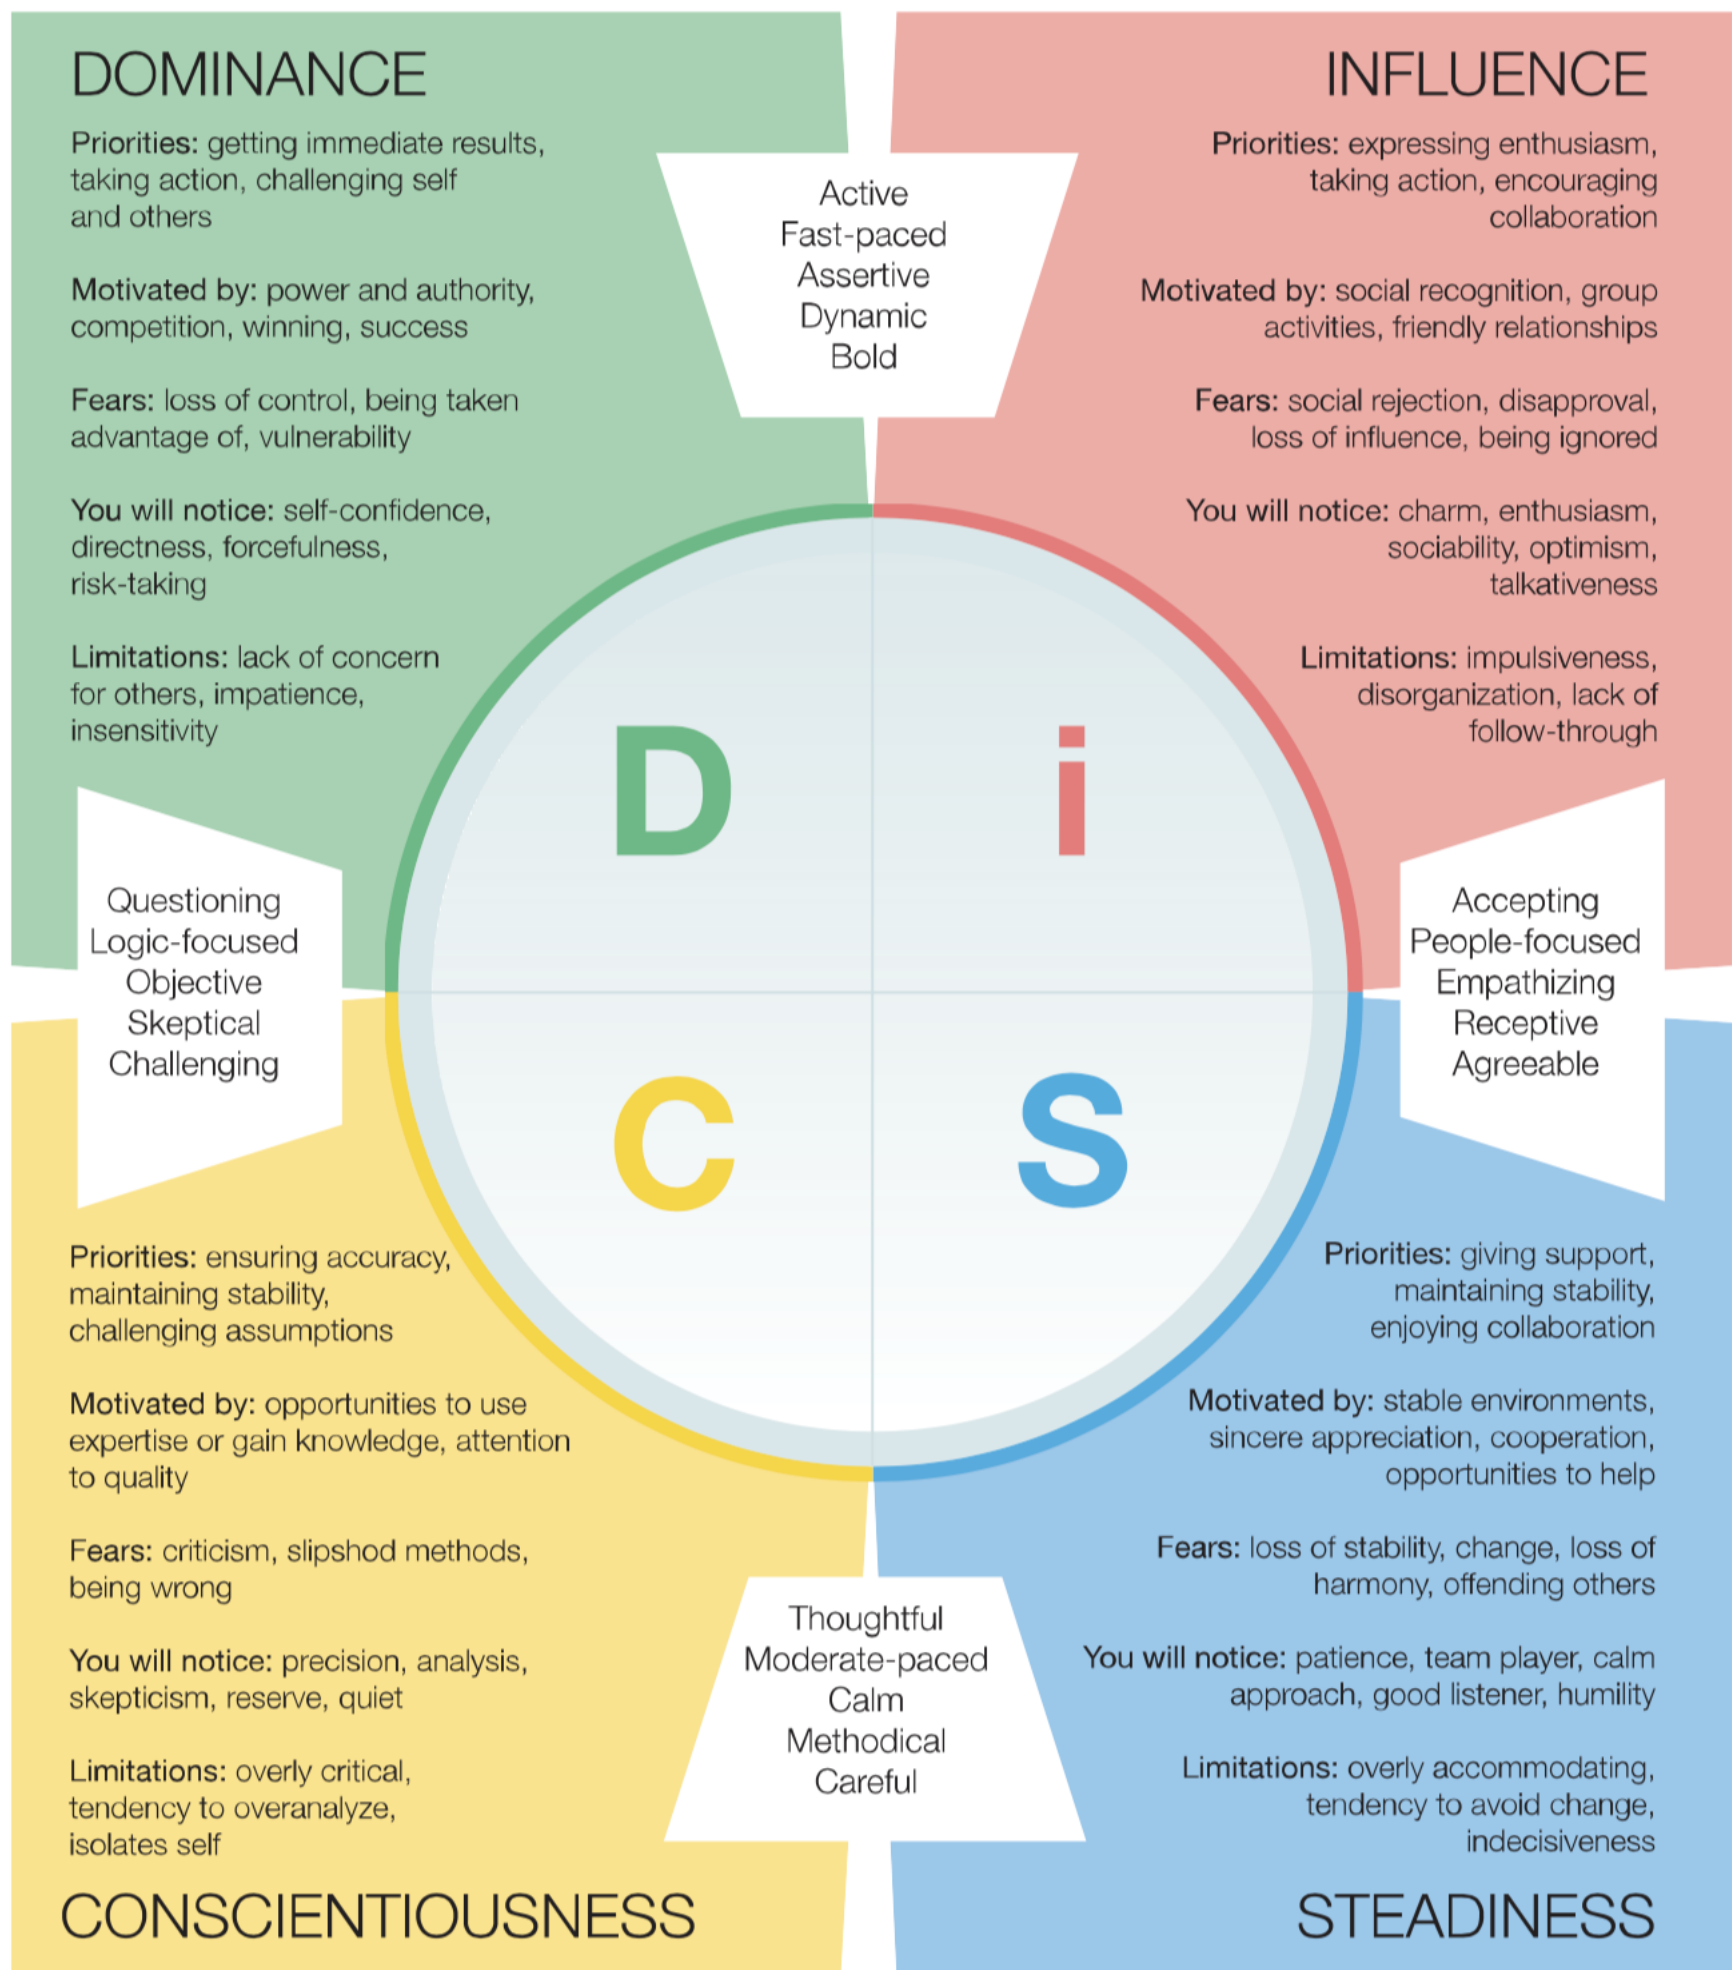 DOMINANCE
Priorities: getting immediate results,
taking action, challenging self
and others
Motivated by: power and authority,
competition, winning, success
Fears: loss of control, being taken
advantage of, vulnerability
You will notice: self-confidence,
directness, forcefulness,
risk-taking
Limitations: lack of concern
for others, impatience,
insensitivity
Active
Fast-paced
Assertive
Dynamic
Bold
INFLUENCE
Priorities: expressing enthusiasm,
taking action, encouraging
collaboration
Motivated by: social recognition, group
activities, friendly relationships
Fears: social rejection, disapproval,
loss of influence, being ignored
You will notice: charm, enthusiasm,
sociability, optimism,
talkativeness
Limitations: impulsiveness,
disorganization, lack of
follow-through
D
i
Questioning
Logic-focused
Objective
Skeptical
Challenging
Accepting
People-focused
Empathizing
Receptive
Agreeable
C
S
Priorities: ensuring accuracy,
maintaining stability,
challenging assumptions
Motivated by: opportunities to use
expertise or gain knowledge, attention
to quality
Fears: criticism, slipshod methods,
being wrong
You will notice: precision, analysis,
skepticism, reserve, quiet
Limitations: overly critical,
tendency to overanalyze,
isolates self
CONSCIENTIOUSNESS
Thoughtful
Moderate-paced
Calm
Methodical
Careful
Priorities: giving support,
maintaining stability,
enjoying collaboration
Motivated by: stable environments,
sincere appreciation, cooperation,
opportunities to help
Fears: loss of stability, change, loss of
harmony, offending others
You will notice: patience, team player, calm
approach, good listener, humility
Limitations: overly accommodating,
tendency to avoid change,
indecisiveness
STEADINESS